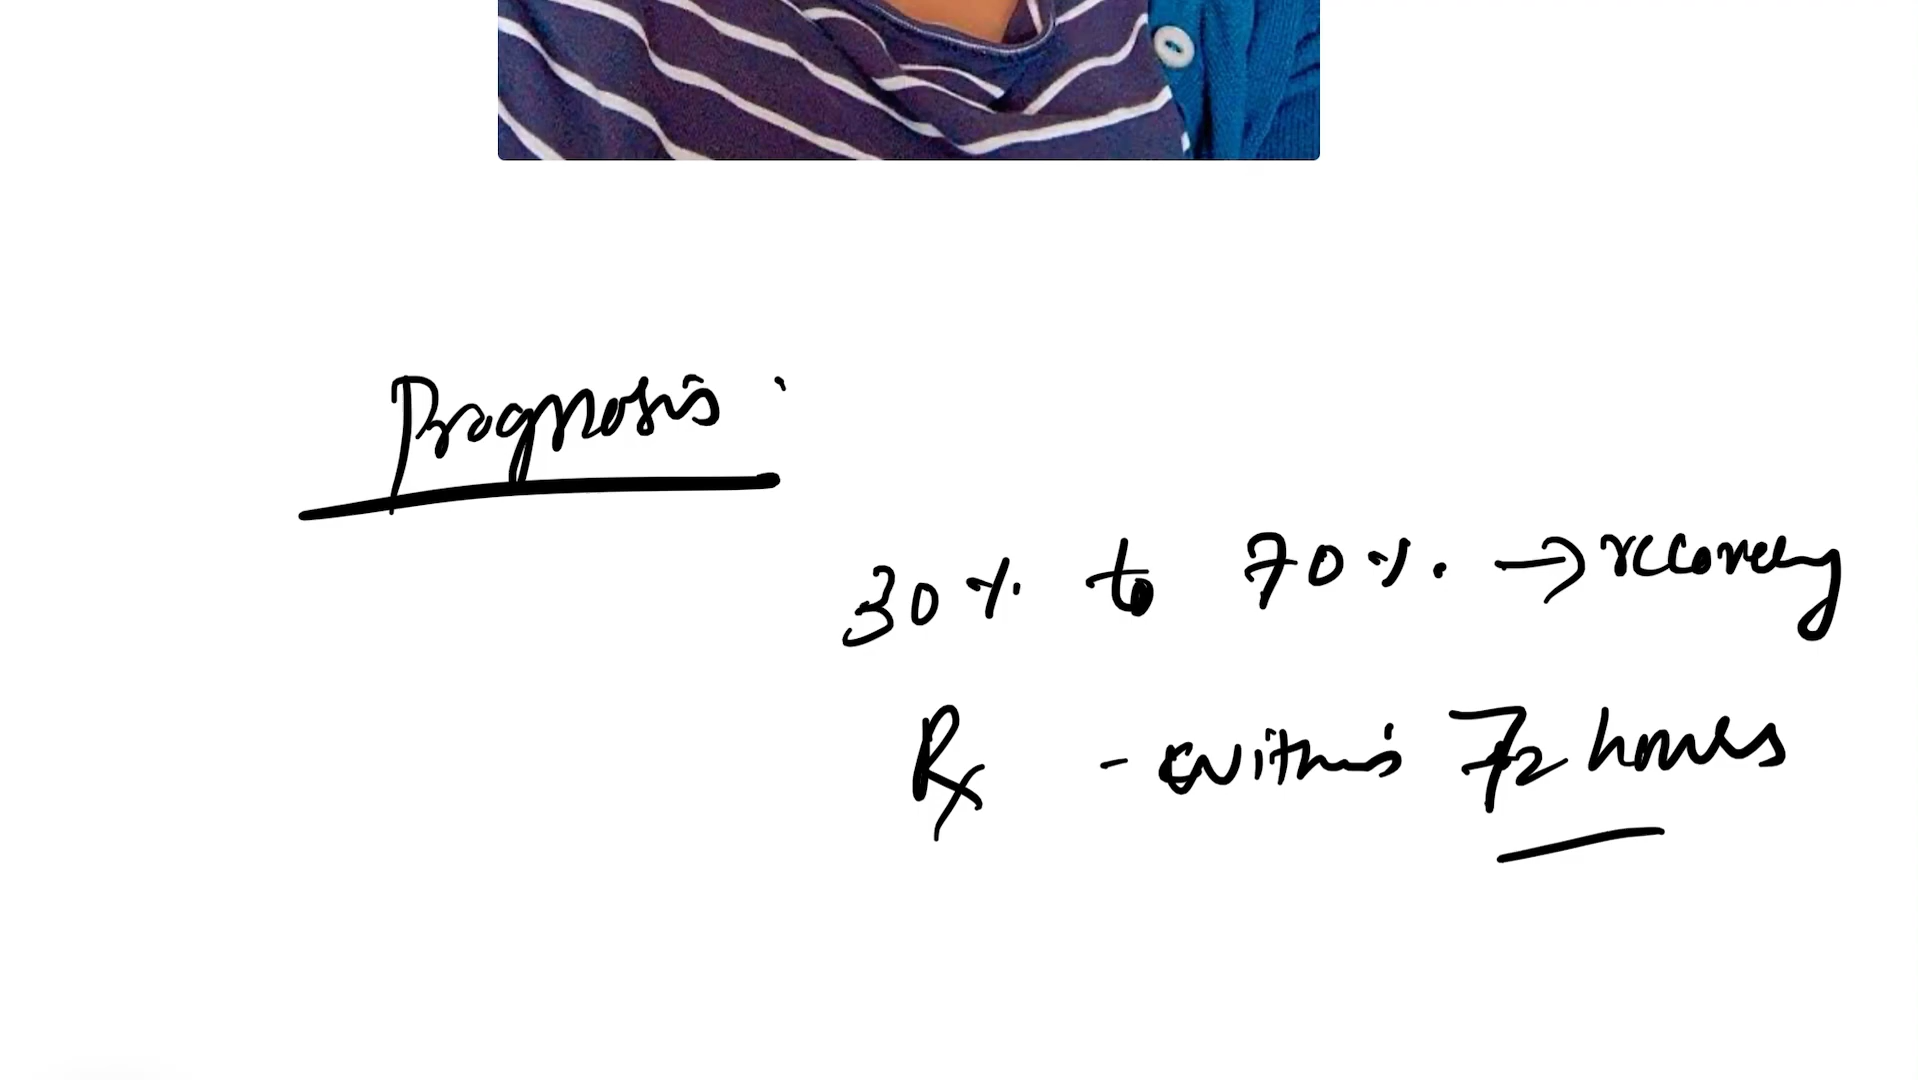 Prognosis
30% to 70% → recovery
Rx - within 72 hours